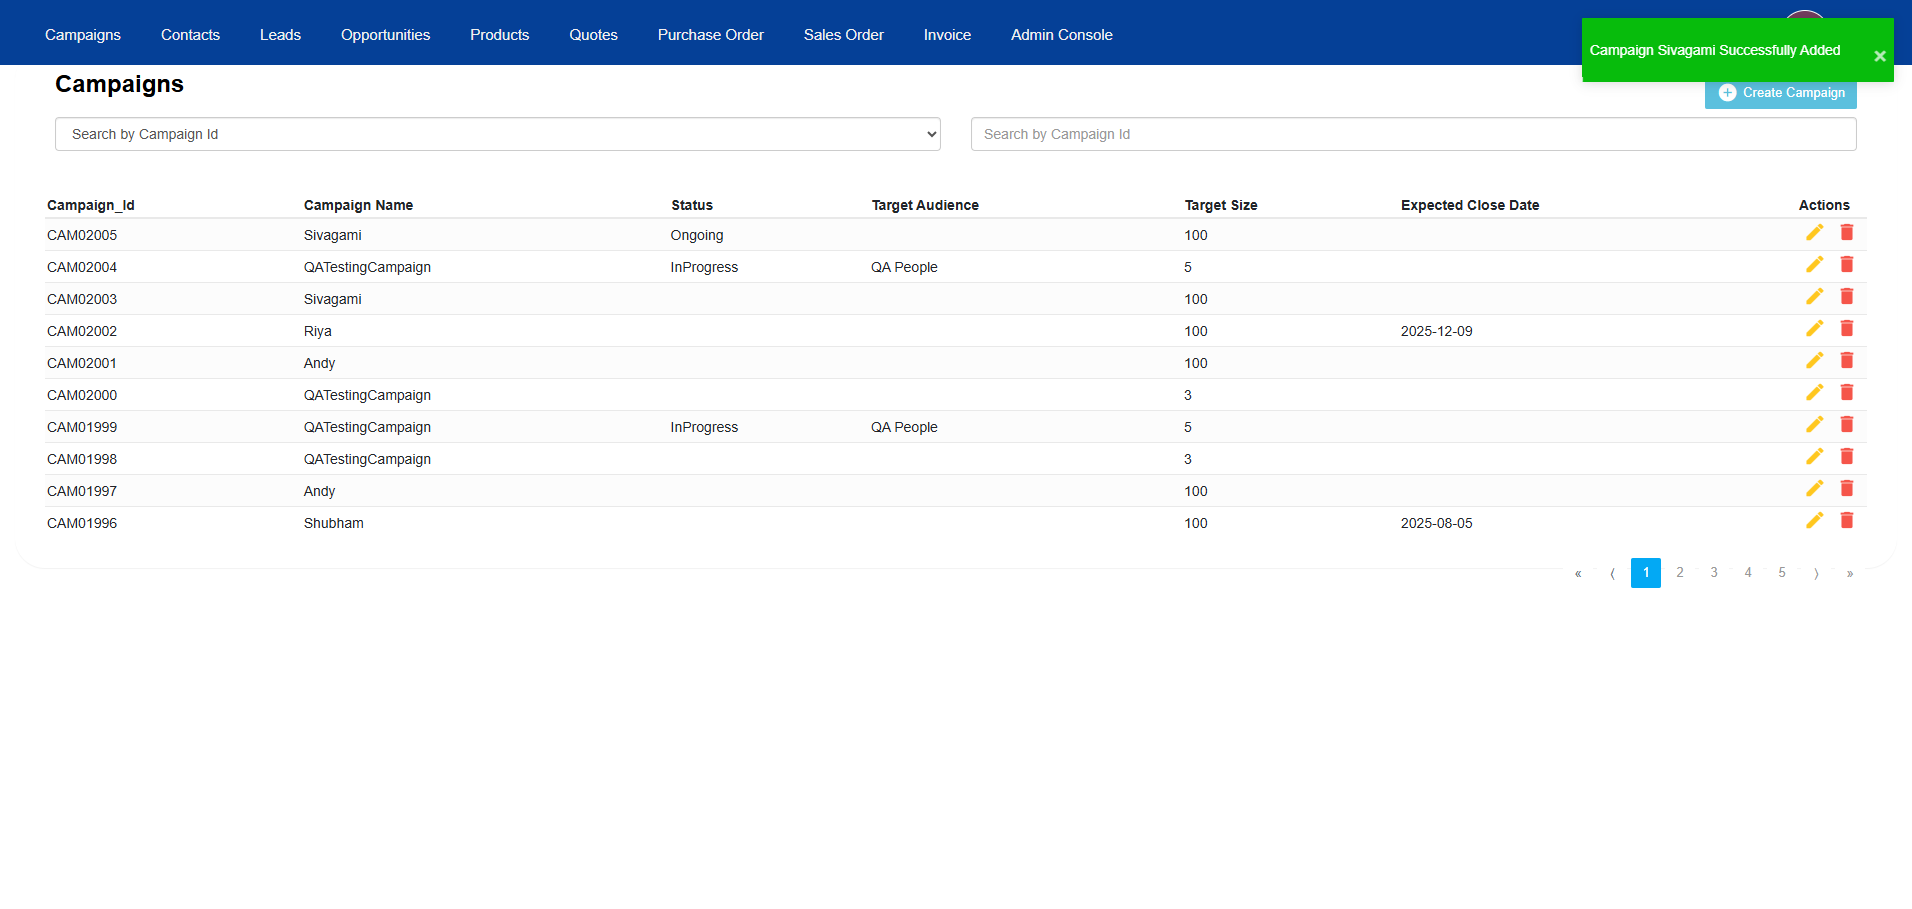 Campaigns Contacts Leads Opportunities Products Quotes Purchase Order Sales Order Invoice Admin Console
Campaign Sivagami Successfully Added ×
Campaigns
Create Campaign
Search by Campaign Id Search by Campaign Id
Campaign_Id Campaign Name Status Target Audience Target Size Expected Close Date Actions
CAM02005 Sivagami Ongoing 100
CAM02004 QATestingCampaign InProgress QA People 5
CAM02003 Sivagami 100
CAM02002 Riya 100 2025-12-09
CAM02001 Andy 100
CAM02000 QATestingCampaign 3
CAM01999 QATestingCampaign InProgress QA People 5
CAM01998 QATestingCampaign 3
CAM01997 Andy 100
CAM01996 Shubham 100 2025-08-05
« ⟨ 1 2 3 4 5 ⟩ »